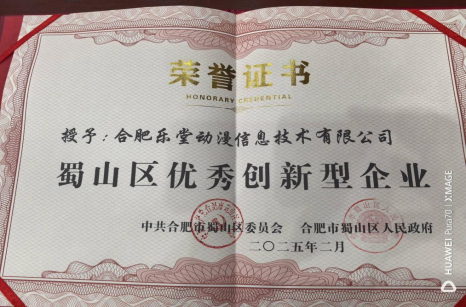 荣誉证书
HONORARY CREDENTIAL
授予：合肥乐堂动漫信息技术有限公司
蜀山区优秀创新型企业
中共合肥市蜀山区委员会 合肥市蜀山区人民政府
二〇二五年二月
HUAWEI Pura70 | XMAGE